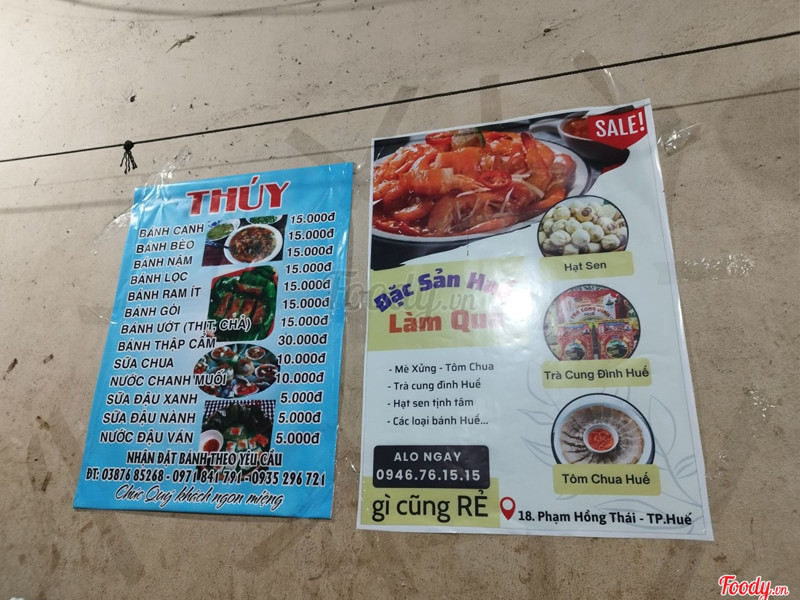 THÚY
BÁNH CANH 15.000đ
BÁNH BÈO 15.000đ
BÁNH NẬM 15.000đ
BÁNH LỌC 15.000đ
BÁNH RAM ÍT 15.000đ
BÁNH GÓI 15.000đ
BÁNH ƯỚT (THỊT, CHẢ) 15.000đ
BÁNH THẬP CẨM 30.000đ
SỮA CHUA 10.000đ
NƯỚC CHANH MUỐI 10.000đ
SỮA ĐẬU XANH 5.000đ
SỮA ĐẬU NÀNH 5.000đ
NƯỚC ĐẬU VÁN 5.000đ
NHẬN ĐẶT BÁNH THEO YÊU CẦU
ĐT: 03876 85268 - 0971 841 791 - 0935 296 721
Chúc Quý khách ngon miệng
SALE!
Đặc Sản Huế
Làm Quà
- Mè Xửng - Tôm Chua
- Trà cung đình Huế
- Hạt sen tịnh tâm
- Các loại bánh Huế...
Hạt Sen
Trà Cung Đình Huế
Tôm Chua Huế
ALO NGAY
0946.76.15.15
gì cũng RẺ
18. Phạm Hồng Thái - TP.Huế
Foody.vn
Foody.vn